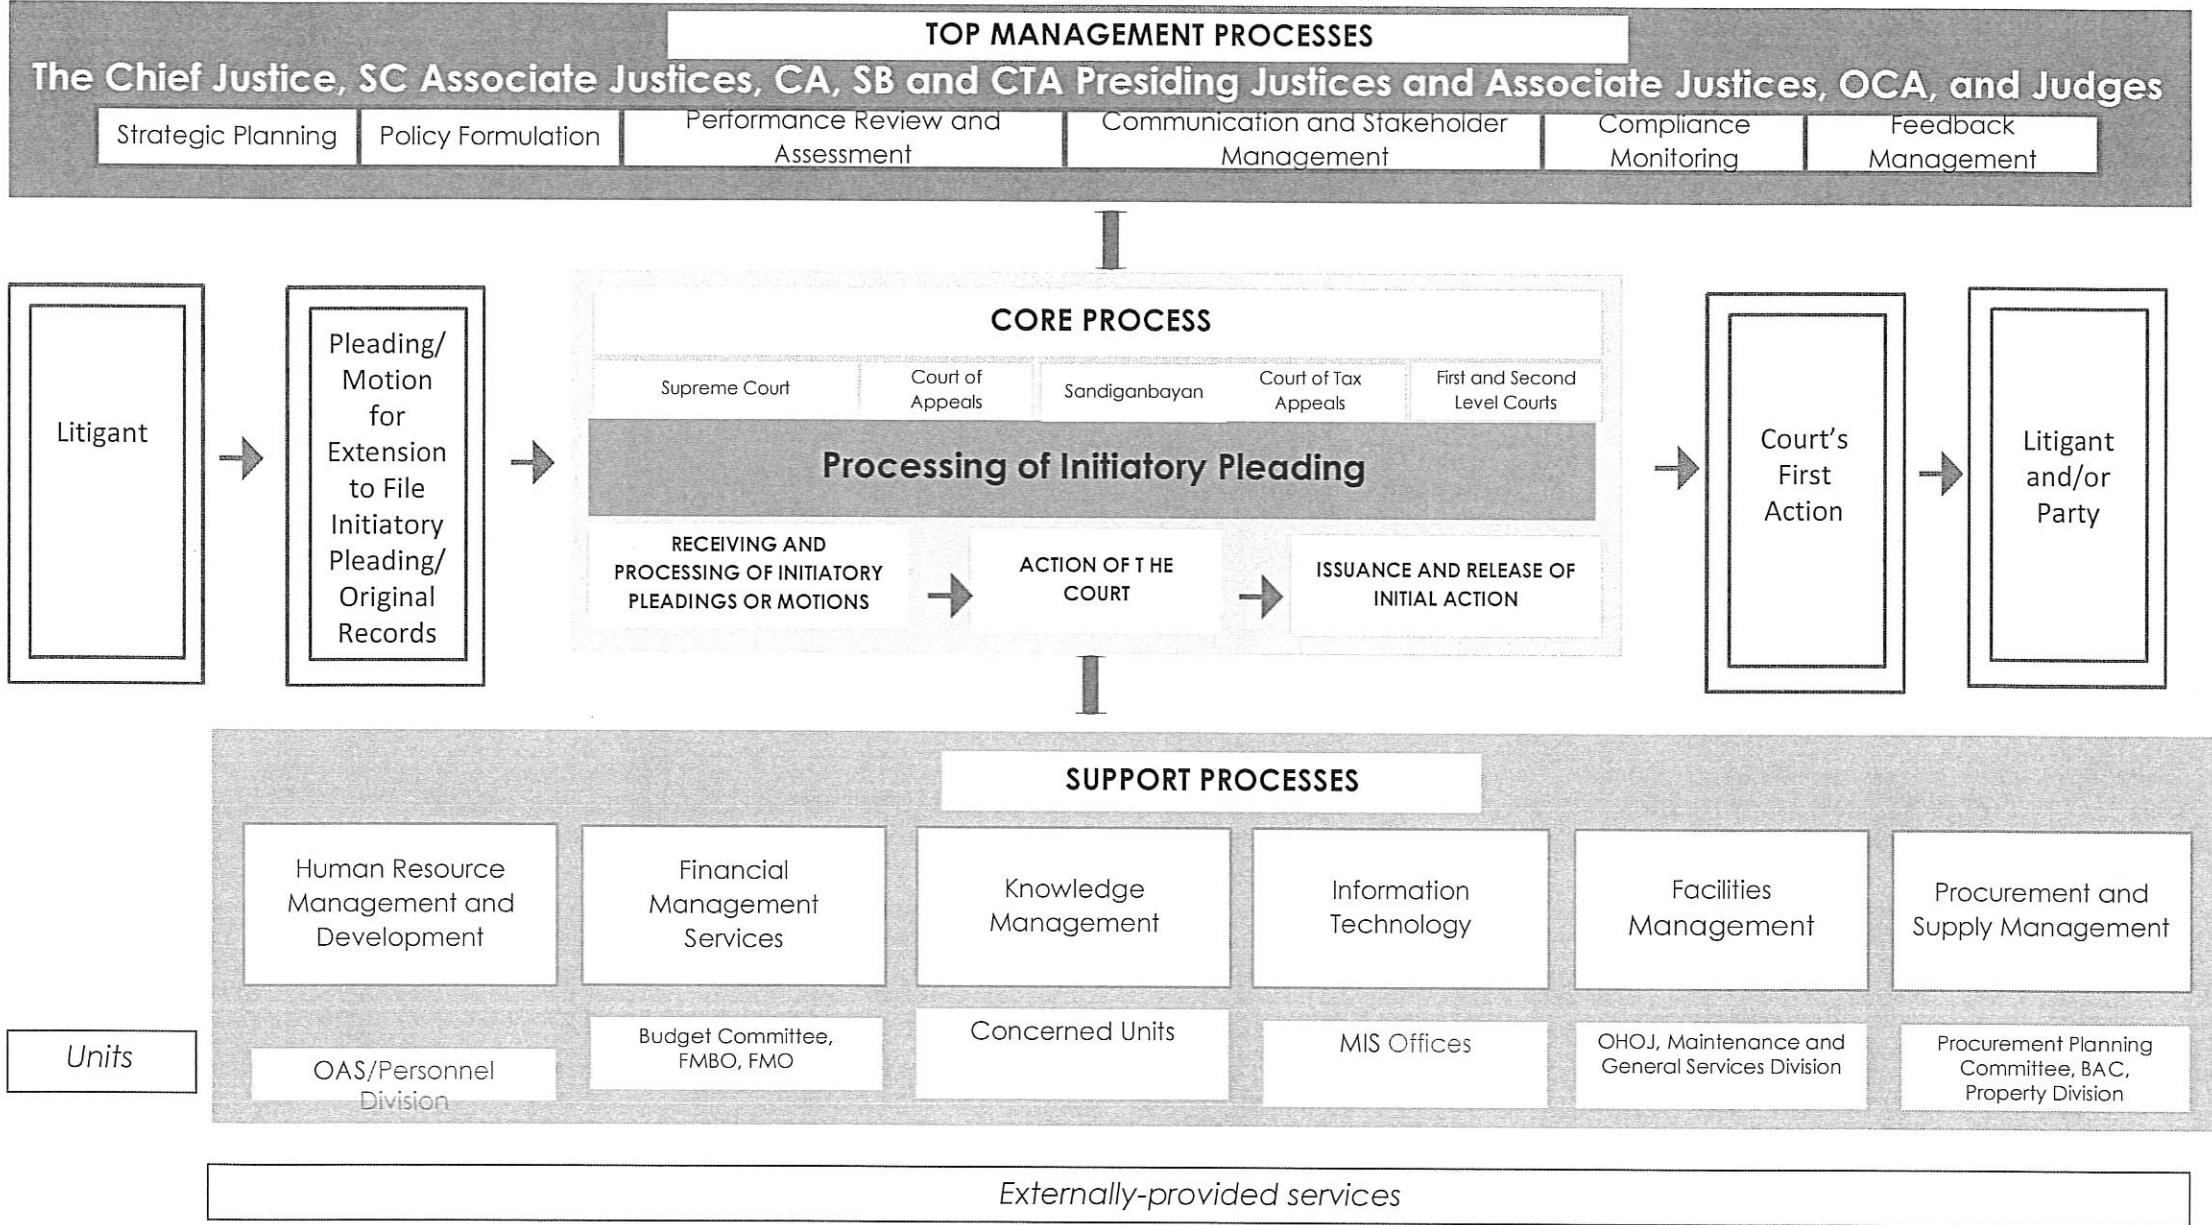 TOP MANAGEMENT PROCESSES
The Chief Justice, SC Associate Justices, CA, SB and CTA Presiding Justices and Associate Justices, OCA, and Judges
Strategic Planning
Policy Formulation
Performance Review and
Assessment
Communication and Stakeholder
Management
Compliance
Monitoring
Feedback
Management
Litigant
Pleading/
Motion
for
Extension
to File
Initiatory
Pleading/
Original
Records
CORE PROCESS
Supreme Court
Court of
Appeals
Sandiganbayan
Court of Tax
Appeals
First and Second
Level Courts
Processing of Initiatory Pleading
RECEIVING AND
PROCESSING OF INITIATORY
PLEADINGS OR MOTIONS
ACTION OF T HE
COURT
ISSUANCE AND RELEASE OF
INITIAL ACTION
Court's
First
Action
Litigant
and/or
Party
SUPPORT PROCESSES
Human Resource
Management and
Development
Financial
Management
Services
Knowledge
Management
Information
Technology
Facilities
Management
Procurement and
Supply Management
Units
OAS/Personnel
Division
Budget Committee,
FMBO, FMO
Concerned Units
MIS Offices
OHOJ, Maintenance and
General Services Division
Procurement Planning
Committee, BAC,
Property Division
Externally-provided services